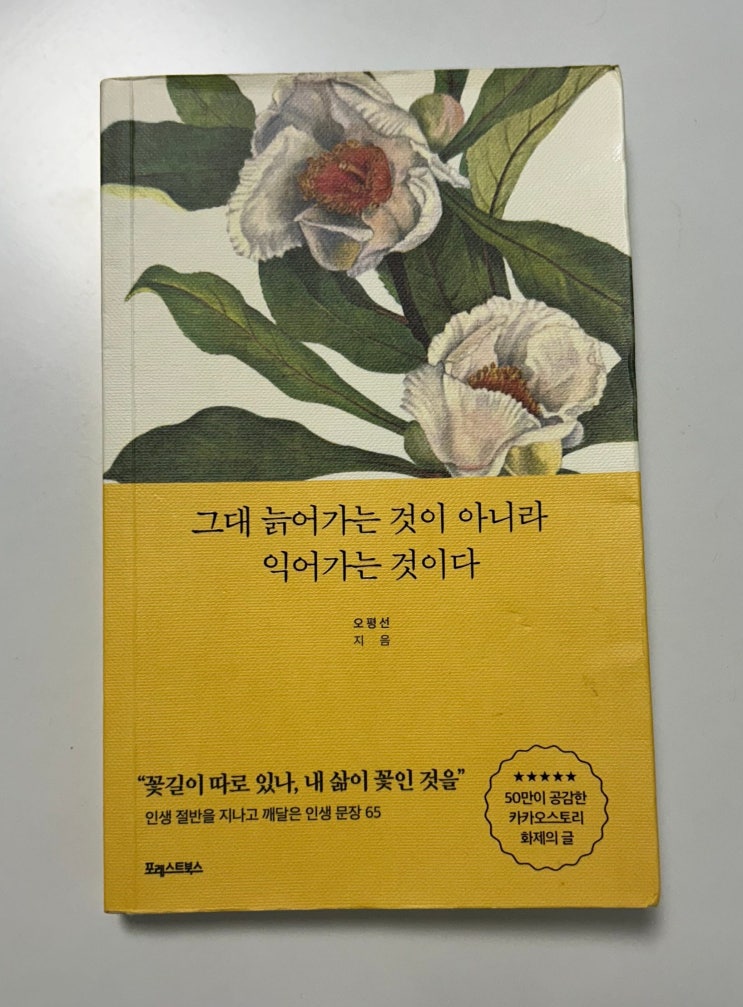 그대 늙어가는 것이 아니라
익어가는 것이다
오평선
지 음
“꽃길이 따로 있나, 내 삶이 꽃인 것을”
인생 절반을 지나고 깨달은 인생 문장 65
포레스트북스
★★★★★
50만이 공감한
카카오스토리
화제의 글